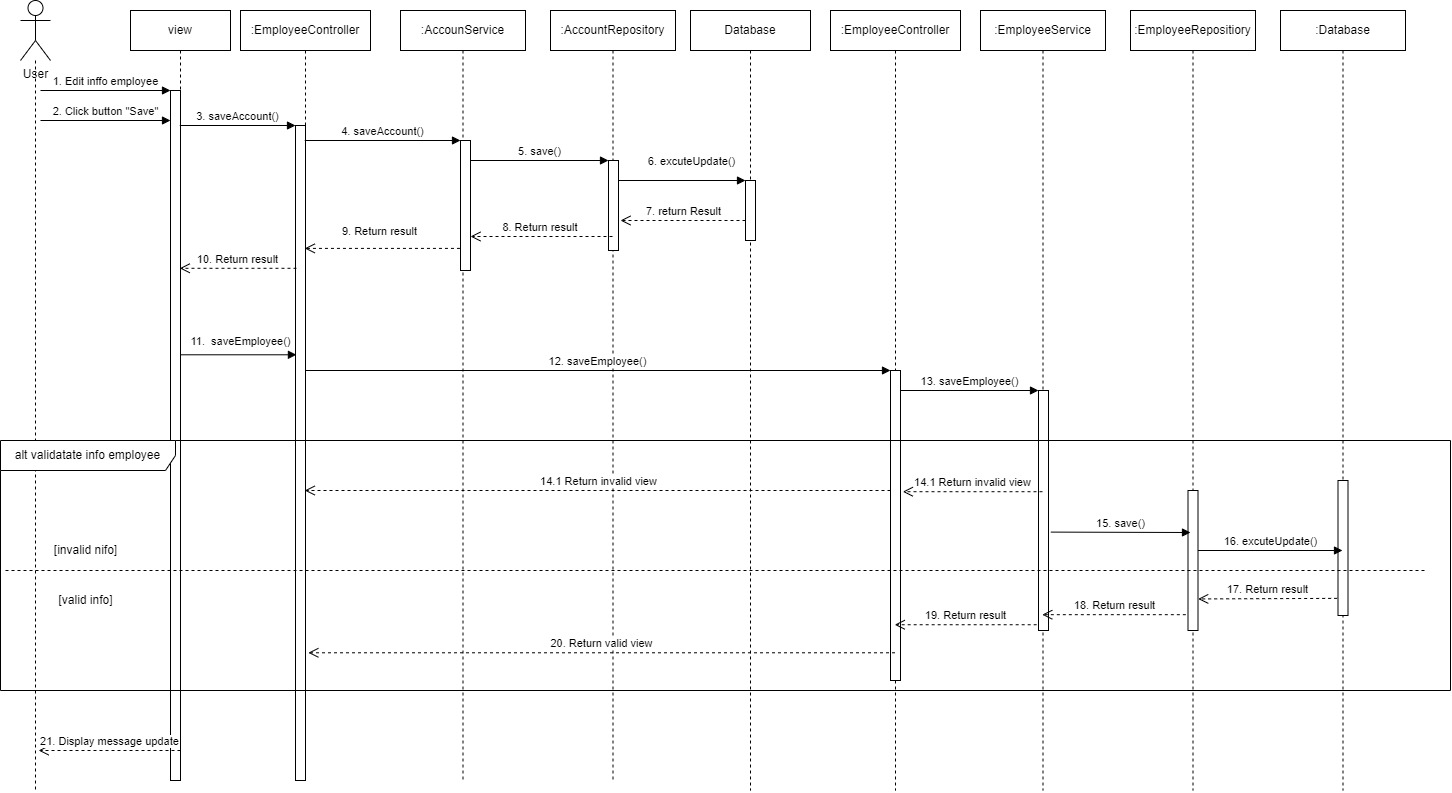 view
:EmployeeController
:AccounService
:AccountRepository
Database
:EmployeeController
:EmployeeService
:EmployeeRepositiory
:Database
User
1. Edit inffo employee
2. Click button "Save"
3. saveAccount()
4. saveAccount()
5. save()
6. excuteUpdate()
7. return Result
8. Return result
9. Return result
10. Return result
11. saveEmployee()
12. saveEmployee()
13. saveEmployee()
alt validatate info employee
14.1 Return invalid view
14.1 Return invalid view
15. save()
16. excuteUpdate()
[invalid nifo]
[valid info]
17. Return result
18. Return result
19. Return result
20. Return valid view
21. Display message update